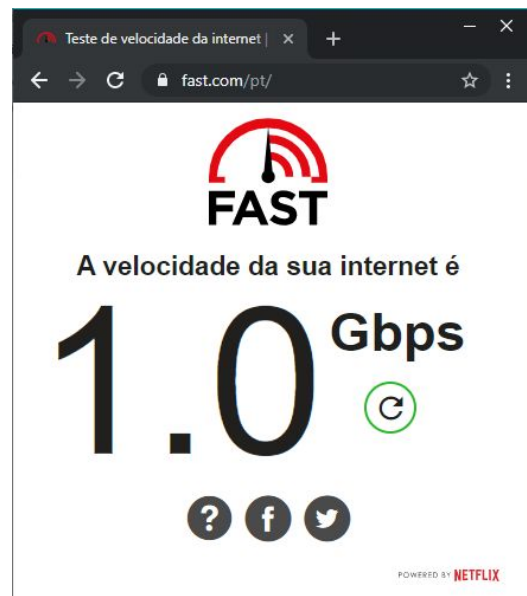 Teste de velocidade da internet |
fast.com/pt/
FAST
A velocidade da sua internet é
1.0 Gbps
?
POWERED BY NETFLIX